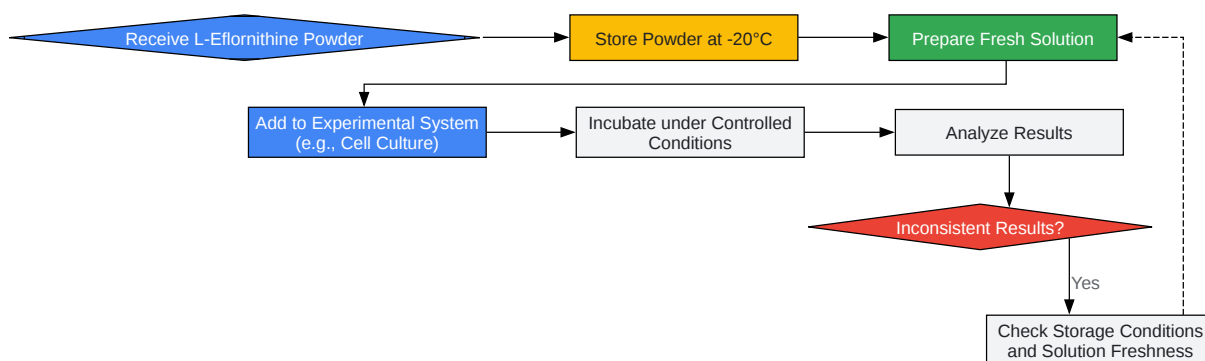 Receive L-Eflornithine Powder
Store Powder at -20°C
Prepare Fresh Solution
Add to Experimental System
(e.g., Cell Culture)
Incubate under Controlled
Conditions
Analyze Results
Inconsistent Results?
Yes
Check Storage Conditions
and Solution Freshness